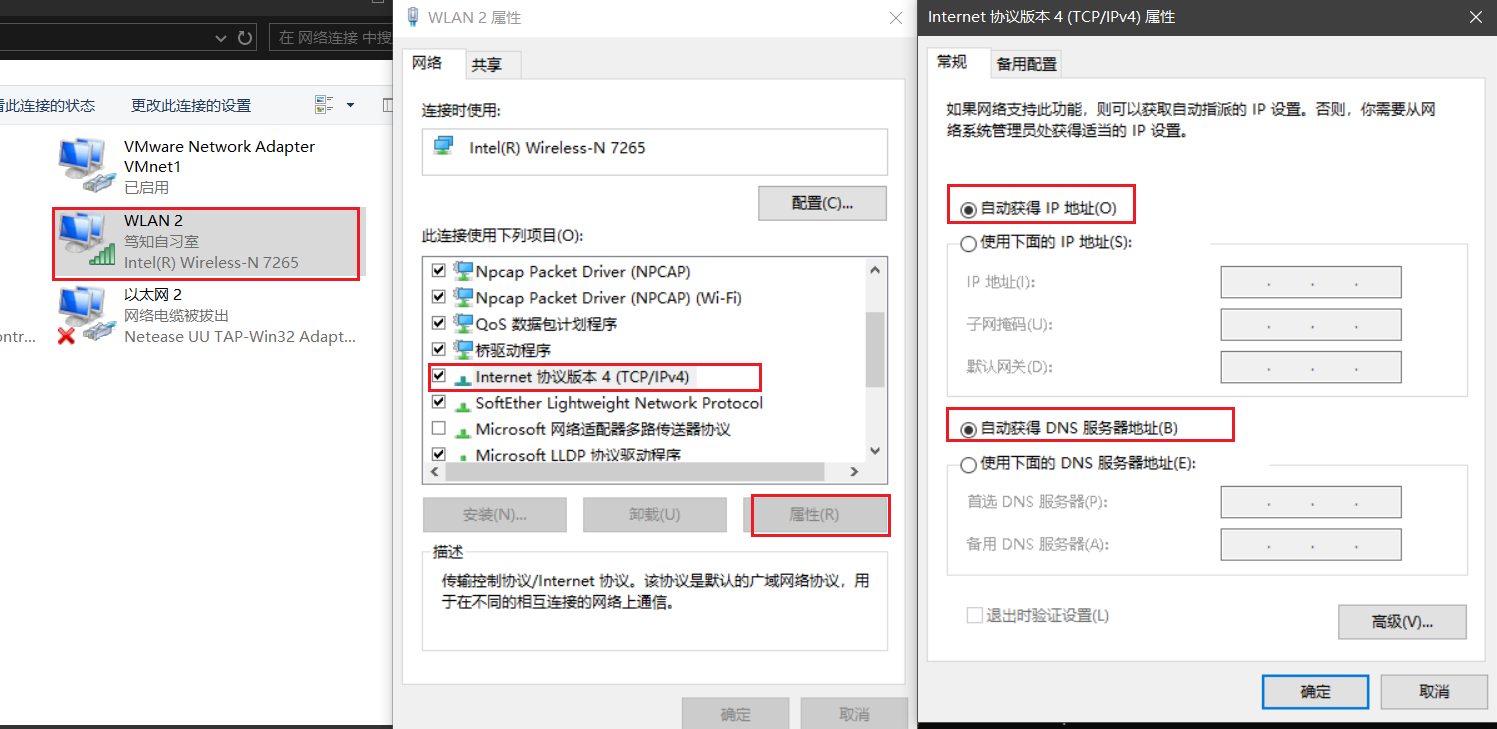 在 网络连接 中搜
看此连接的状态
更改此连接的设置
VMware Network Adapter
VMnet1
已启用
WLAN 2
笃知自习室
Intel(R) Wireless-N 7265
以太网 2
网络电缆被拔出
ontr...
Netease UU TAP-Win32 Adapt...
WLAN 2 属性
网络
共享
连接时使用:
Intel(R) Wireless-N 7265
配置(C)...
此连接使用下列项目(O):
Npcap Packet Driver (NPCAP)
Npcap Packet Driver (NPCAP) (Wi-Fi)
QoS 数据包计划程序
桥驱动程序
Internet 协议版本 4 (TCP/IPv4)
SoftEther Lightweight Network Protocol
Microsoft 网络适配器多路传送器协议
Microsoft LLDP 协议驱动程序
安装(N)...
卸载(U)
属性(R)
描述
传输控制协议/Internet 协议。该协议是默认的广域网络协议，用
于在不同的相互连接的网络上通信。
确定
取消
Internet 协议版本 4 (TCP/IPv4) 属性
常规
备用配置
如果网络支持此功能，则可以获取自动指派的 IP 设置。否则，你需要从网
络系统管理员处获得适当的 IP 设置。
自动获得 IP 地址(O)
使用下面的 IP 地址(S):
IP 地址(I):
子网掩码(U):
默认网关(D):
自动获得 DNS 服务器地址(B)
使用下面的 DNS 服务器地址(E):
首选 DNS 服务器(P):
备用 DNS 服务器(A):
退出时验证设置(L)
高级(V)...
确定
取消